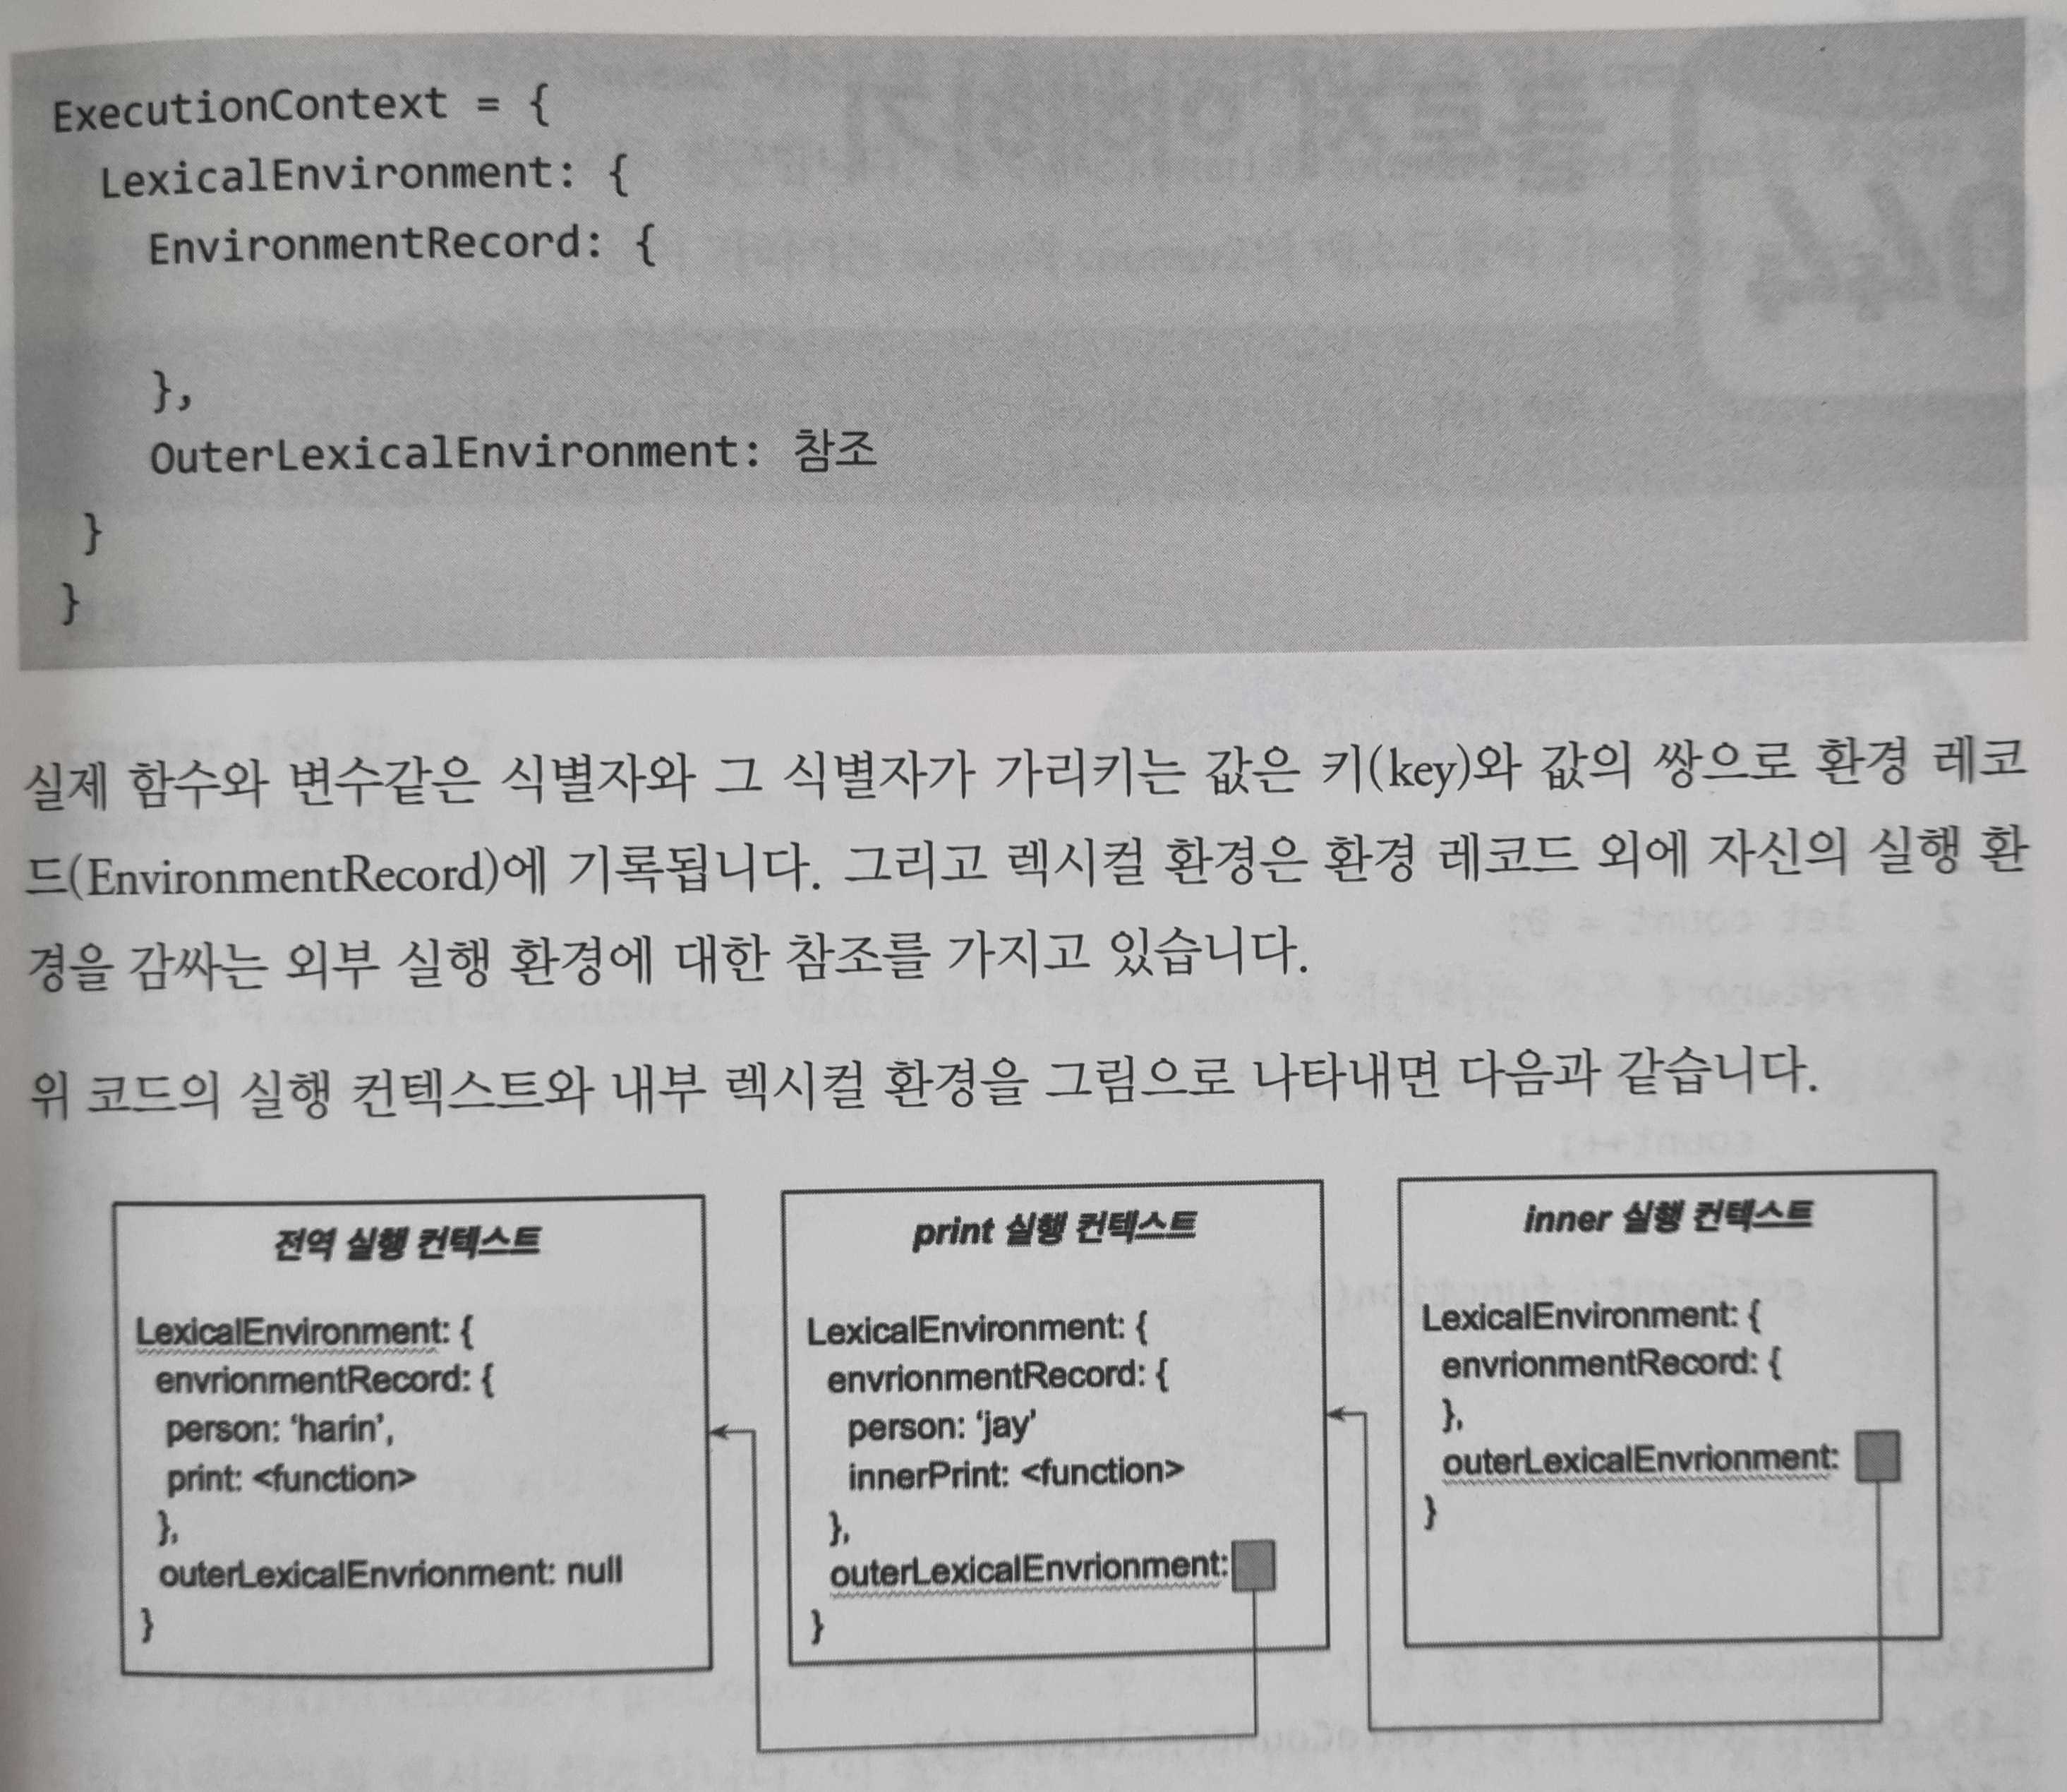 ExecutionContext = {
LexicalEnvironment: {
EnvironmentRecord: {
},
OuterLexicalEnvironment: 참조
}
}
실제 함수와 변수같은 식별자와 그 식별자가 가리키는 값은 키(key)와 값의 쌍으로 환경 레코
드(EnvironmentRecord)에 기록됩니다. 그리고 렉시컬 환경은 환경 레코드 외에 자신의 실행 환
경을 감싸는 외부 실행 환경에 대한 참조를 가지고 있습니다.
위 코드의 실행 컨텍스트와 내부 렉시컬 환경을 그림으로 나타내면 다음과 같습니다.
전역 실행 컨텍스트
LexicalEnvironment: {
envrionmentRecord: {
person: ‘harin’,
print: <function>
},
outerLexicalEnvrionment: null
}
print 실행 컨텍스트
LexicalEnvironment: {
envrionmentRecord: {
person: ‘jay’
innerPrint: <function>
},
outerLexicalEnvrionment:
}
inner 실행 컨텍스트
LexicalEnvironment: {
envrionmentRecord: {
},
outerLexicalEnvrionment:
}